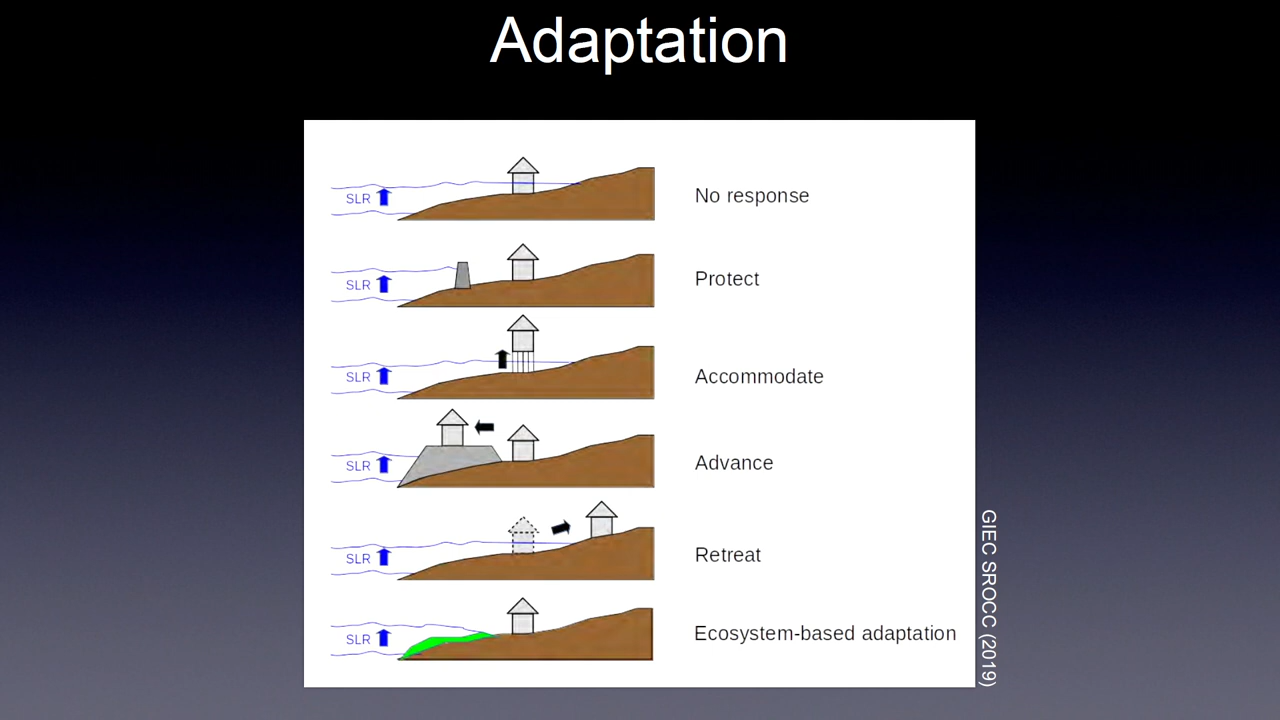 Adaptation
SLR
No response
SLR
Protect
SLR
Accommodate
SLR
Advance
SLR
Retreat
SLR
Ecosystem-based adaptation
GIEC SROCC (2019)